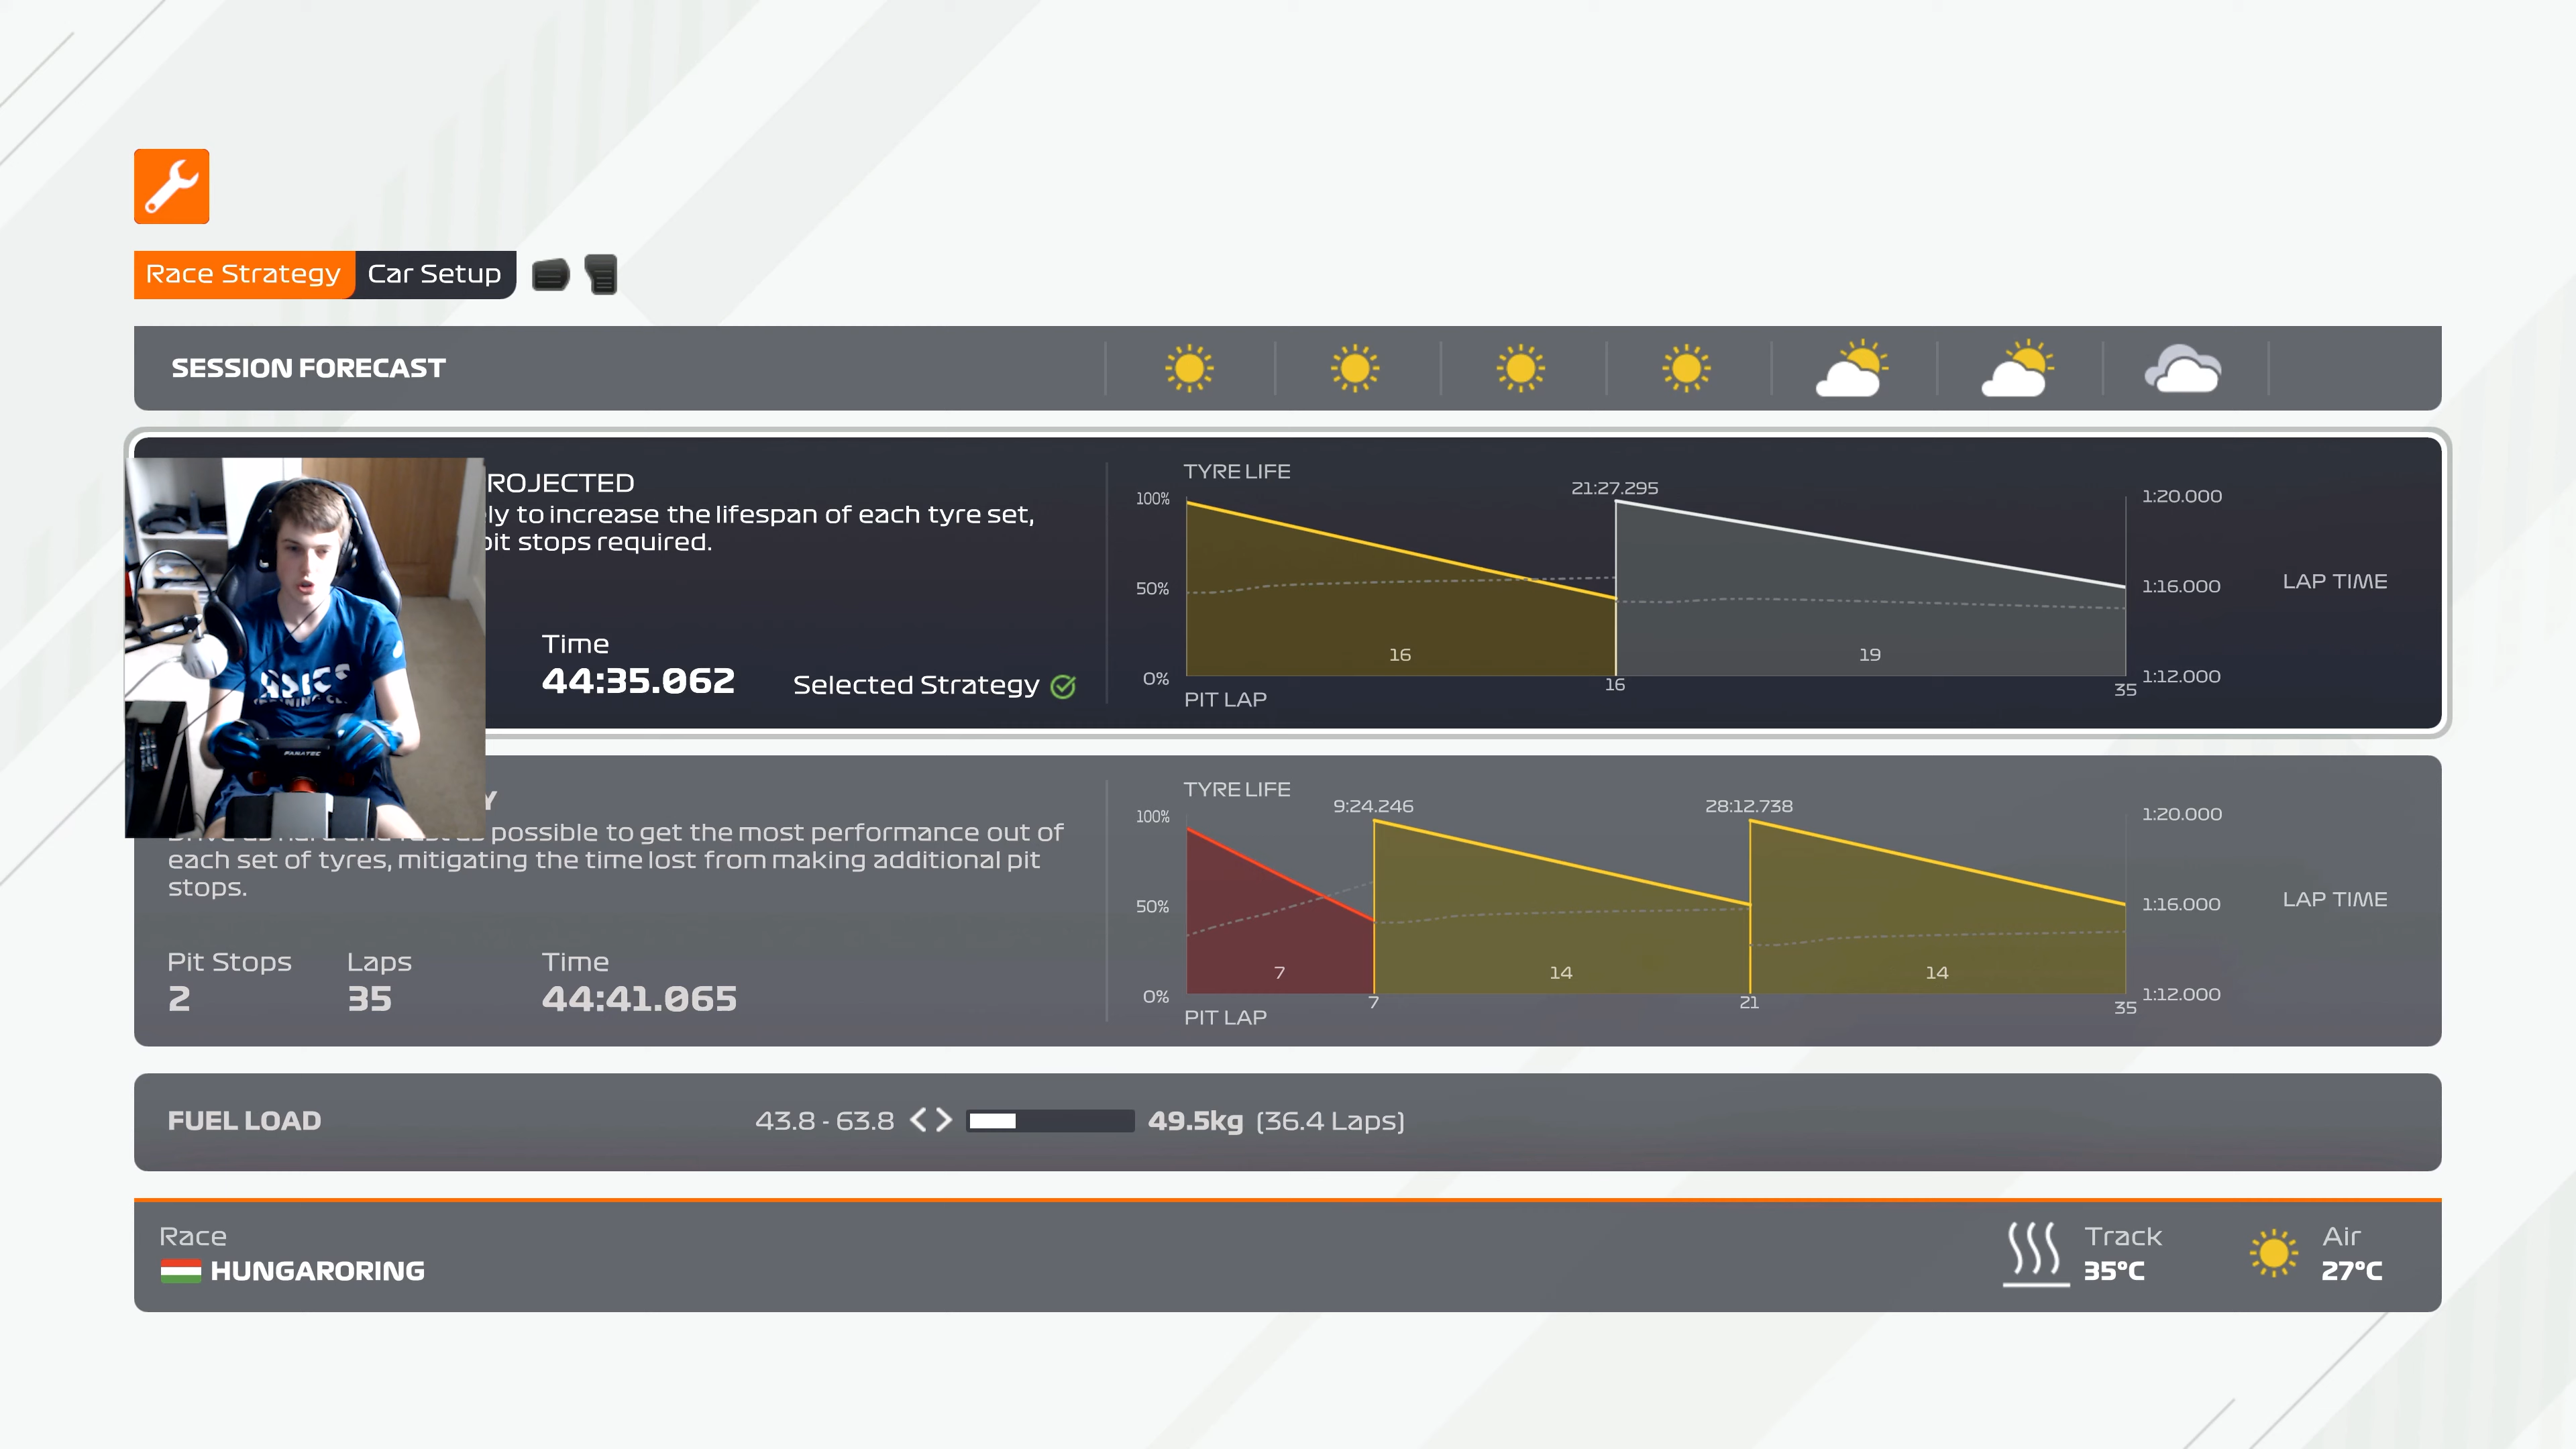 Race Strategy
Car Setup
SESSION FORECAST
ROJECTED
ly to increase the lifespan of each tyre set,
pit stops required.
Time
44:35.062
Selected Strategy
TYRE LIFE
21:27.295
100%
50%
0%
16
19
16
35
PIT LAP
1:20.000
1:16.000
1:12.000
LAP TIME
ASICS
FANATEC
Y
possible to get the most performance out of
each set of tyres, mitigating the time lost from making additional pit
stops.
Pit Stops
2
Laps
35
Time
44:41.065
TYRE LIFE
9:24.246
28:12.738
100%
50%
0%
7
14
14
7
21
35
PIT LAP
1:20.000
1:16.000
1:12.000
LAP TIME
FUEL LOAD
43.8 - 63.8
49.5kg (36.4 Laps)
Race
HUNGARORING
Track
35°C
Air
27°C